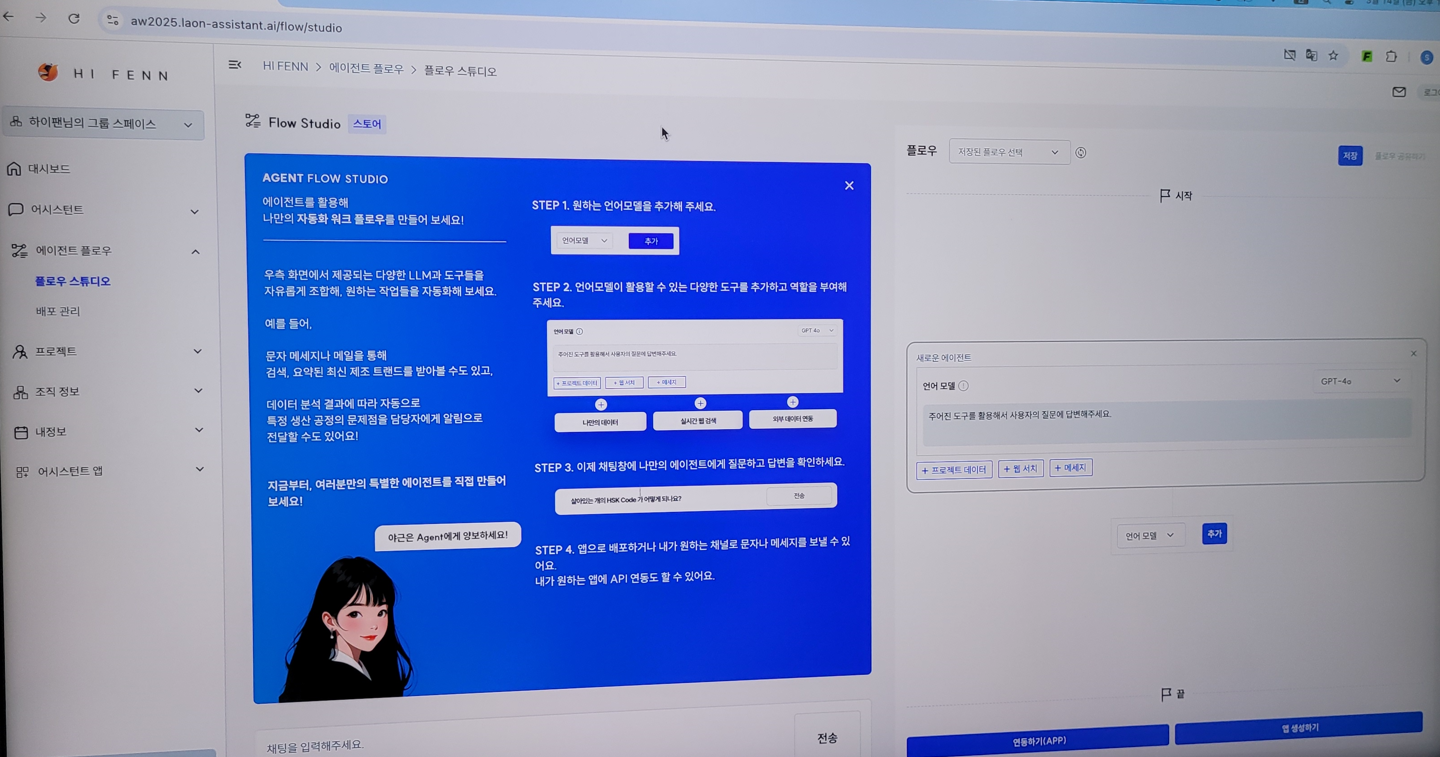 3월 14일 (금) 오후
aw2025.laon-assistant.ai/flow/studio
HI FENN
하이팬님의 그룹 스페이스
대시보드
어시스턴트
에이전트 플로우
플로우 스튜디오
배포 관리
프로젝트
조직 정보
내정보
어시스턴트 앱
HI FENN > 에이전트 플로우 > 플로우 스튜디오
Flow Studio 스토어
AGENT FLOW STUDIO
에이전트를 활용해
나만의 자동화 워크 플로우를 만들어 보세요!
우측 화면에서 제공되는 다양한 LLM과 도구들을
자유롭게 조합해, 원하는 작업들을 자동화해 보세요.
예를 들어,
문자 메세지나 메일을 통해
검색, 요약된 최신 제조 트랜드를 받아볼 수도 있고,
데이터 분석 결과에 따라 자동으로
특정 생산 공정의 문제점을 담당자에게 알림으로
전달할 수도 있어요!
지금부터, 여러분만의 특별한 에이전트를 직접 만들어
보세요!
야근은 Agent에게 양보하세요!
STEP 1. 원하는 언어모델을 추가해 주세요.
언어모델 추가
STEP 2. 언어모델이 활용할 수 있는 다양한 도구를 추가하고 역할을 부여해
주세요.
언어 모델 GPT 4o
주어진 도구를 활용해서 사용자의 질문에 답변해주세요.
+ 프로젝트 데이터 + 웹 서치 + 메세지
나만의 데이터 실시간 웹 검색 외부 데이터 연동
STEP 3. 이제 채팅창에 나만의 에이전트에게 질문하고 답변을 확인하세요.
살아있는 개의 HSK Code 가 어떻게 되나요? 전송
STEP 4. 앱으로 배포하거나 내가 원하는 채널로 문자나 메세지를 보낼 수 있
어요.
내가 원하는 앱에 API 연동도 할 수 있어요.
채팅을 입력해주세요. 전송
플로우 저장된 플로우 선택 저장 플로우 공유하기
시작
새로운 에이전트
언어 모델 GPT-4o
주어진 도구를 활용해서 사용자의 질문에 답변해주세요.
+ 프로젝트 데이터 + 웹 서치 + 메세지
언어 모델 추가
끝
연동하기(APP) 앱 생성하기